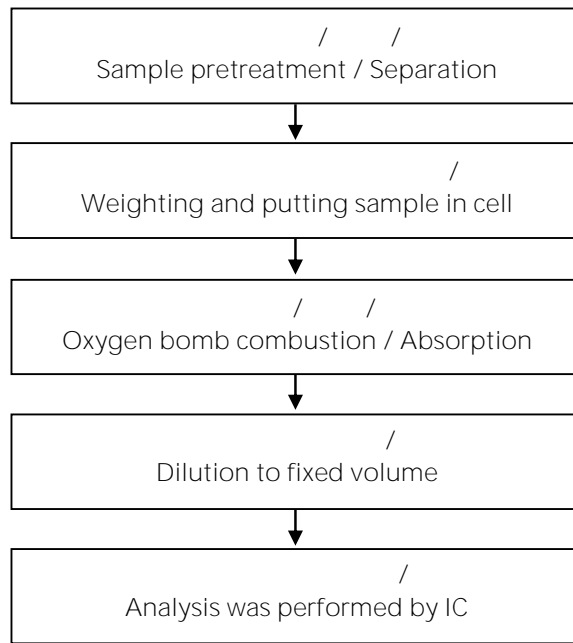 / /
Sample pretreatment / Separation
/
Weighting and putting sample in cell
/ /
Oxygen bomb combustion / Absorption
/
Dilution to fixed volume
/
Analysis was performed by IC